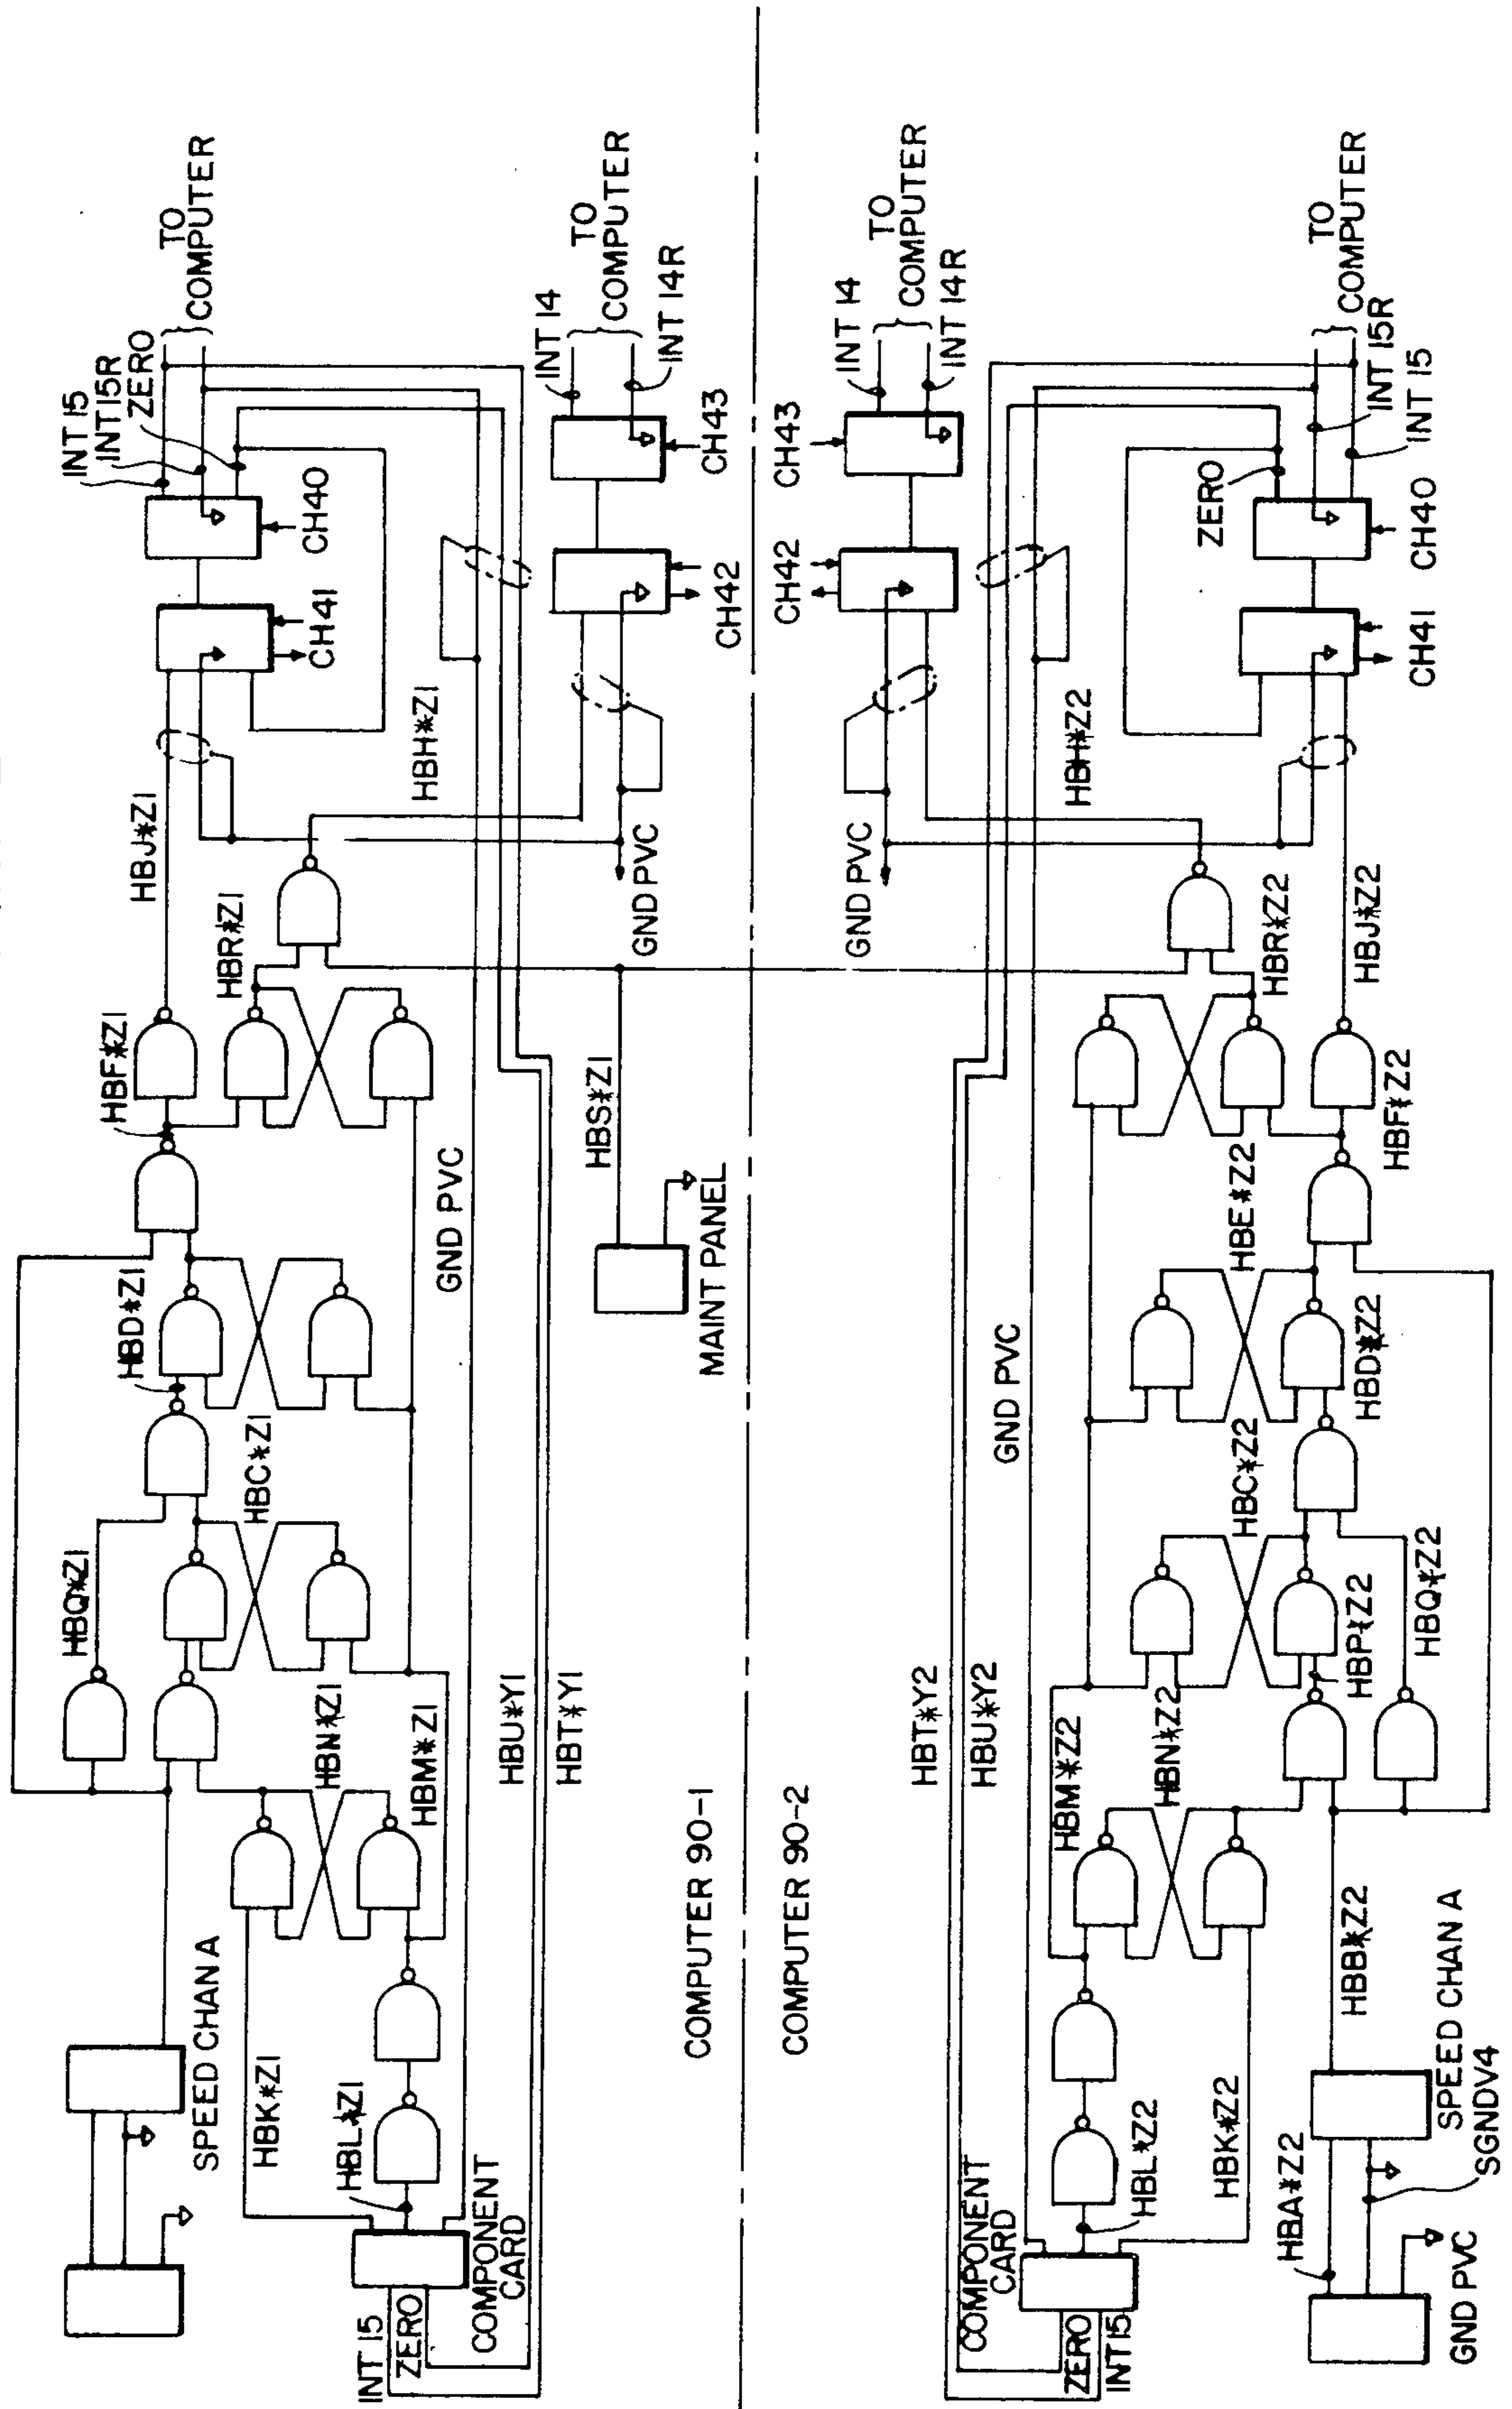 INT 15
INT 15R
ZERO
TO
COMPUTER
CH40
CH41
HBJ*Z1
HBF*Z1
HBR*Z1
HBH*Z1
INT 14
TO
COMPUTER
INT 14R
CH43
CH42
GND PVC
HBD*Z1
HBC*Z1
HBQ*Z1
HBN*Z1
HBM*Z1
GND PVC
HBS*Z1
MAINT PANEL
HBU*Y1
HBT*Y1
SPEED CHAN A
HBK*Z1
HBL*Z1
COMPONENT
CARD
INT 15
ZERO
COMPUTER 90-1
COMPUTER 90-2
INT 14
TO
COMPUTER
INT 14R
CH43
CH42
GND PVC
HBH*Z2
TO
COMPUTER
INT 15R
INT 15
ZERO
CH40
CH41
HBR*Z2
HBJ*Z2
HBF*Z2
HBE*Z2
HBD*Z2
HBC*Z2
HBP*Z2
HBQ*Z2
HBN*Z2
HBM*Z2
GND PVC
HBT*Y2
HBU*Y2
HBB*Z2
SPEED CHAN A
SGNDV4
HBK*Z2
HBL*Z2
HBA*Z2
COMPONENT
CARD
ZERO
INT 15
GND PVC